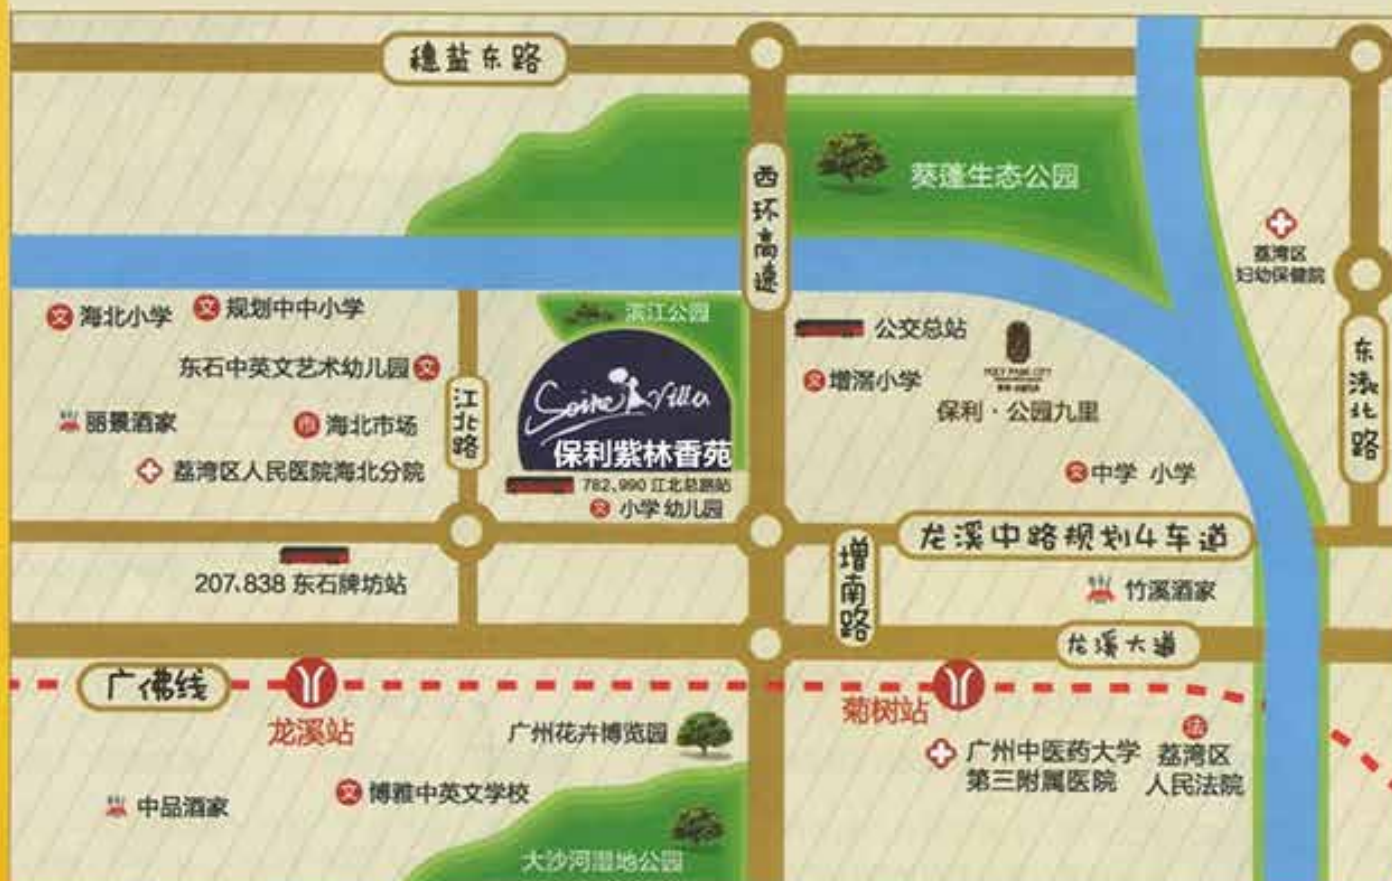 穗盐东路
西环高速
葵蓬生态公园
荔湾区
妇幼保健院
海北小学
规划中中小学
滨江公园
公交总站
东石中英文艺术幼儿园
江北路
Soire Villa
增滘小学
POLY PARK CITY
保利·公园九里
东漖北路
丽景酒家
海北市场
保利紫林香苑
荔湾区人民医院海北分院
782、990 江北总路站
小学 幼儿园
中学 小学
龙溪中路规划4车道
207、838 东石牌坊站
增南路
竹溪酒家
龙溪大道
广佛线
龙溪站
菊树站
广州花卉博览园
广州中医药大学
第三附属医院
法
荔湾区
人民法院
中品酒家
博雅中英文学校
大沙河湿地公园